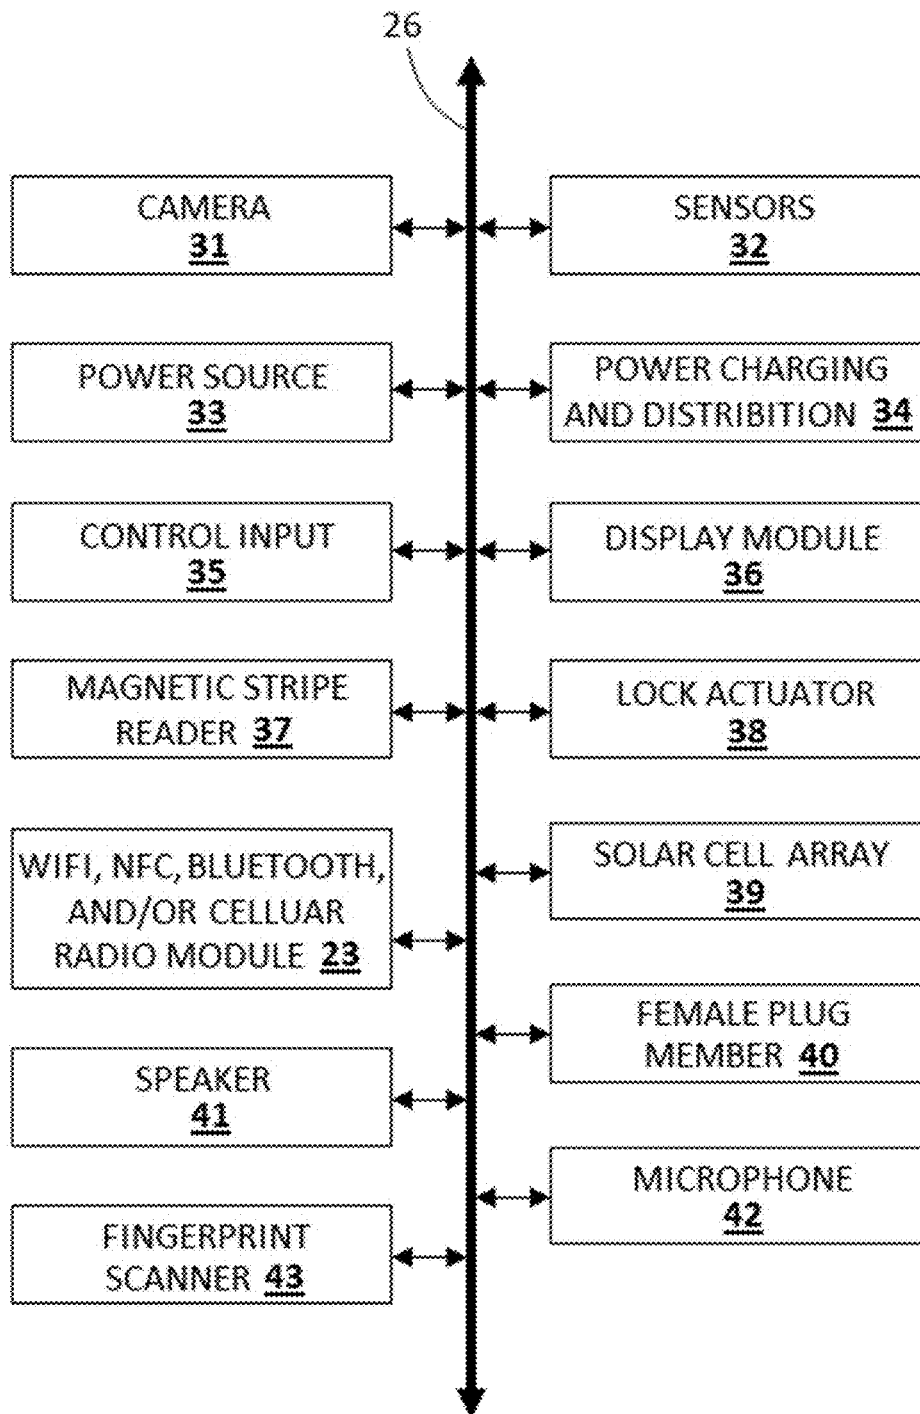 26
CAMERA
31
SENSORS
32
POWER SOURCE
33
POWER CHARGING
AND DISTRIBITION 34
CONTROL INPUT
35
DISPLAY MODULE
36
MAGNETIC STRIPE
READER 37
LOCK ACTUATOR
38
WIFI, NFC, BLUETOOTH,
AND/OR CELLUAR
RADIO MODULE 23
SOLAR CELL ARRAY
39
FEMALE PLUG
MEMBER 40
SPEAKER
41
MICROPHONE
42
FINGERPRINT
SCANNER 43